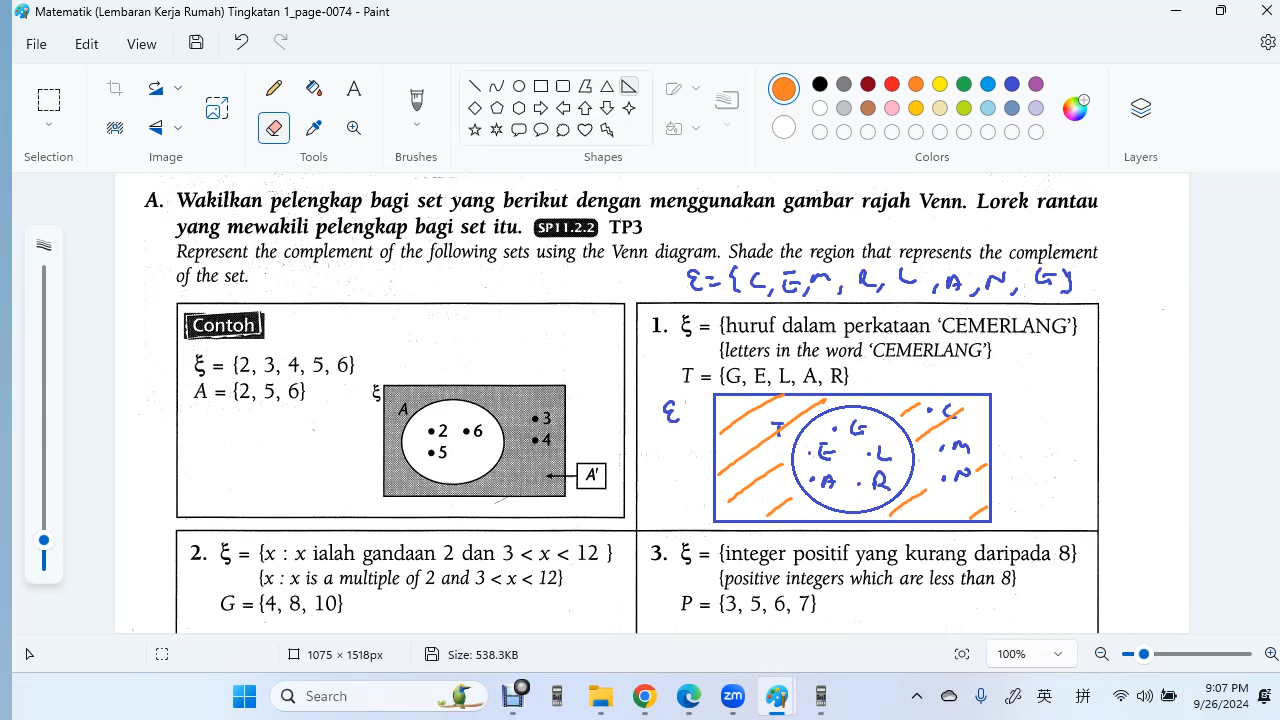 Matematik (Lembaran Kerja Rumah) Tingkatan 1_page-0074 - Paint
File Edit View
Selection Image Tools Brushes Shapes Colors Layers
A. Wakilkan pelengkap bagi set yang berikut dengan menggunakan gambar rajah Venn. Lorek rantau
yang mewakili pelengkap bagi set itu. SP11.2.2 TP3
Represent the complement of the following sets using the Venn diagram. Shade the region that represents the complement
of the set.
ξ = { C, E, M, R, L, A, N, G }
Contoh
ξ = {2, 3, 4, 5, 6}
A = {2, 5, 6}
ξ
A
•2 •6
•5
•3
•4
A'
1. ξ = {huruf dalam perkataan 'CEMERLANG'}
{letters in the word 'CEMERLANG'}
T = {G, E, L, A, R}
ξ
T
• G
• E • L
• A • R
• C
• M
• N
2. ξ = {x : x ialah gandaan 2 dan 3 < x < 12 }
{x : x is a multiple of 2 and 3 < x < 12}
G = {4, 8, 10}
3. ξ = {integer positif yang kurang daripada 8}
{positive integers which are less than 8}
P = {3, 5, 6, 7}
1075 × 1518px Size: 538.3KB 100%
Search zm 英 拼 9:07 PM
9/26/2024